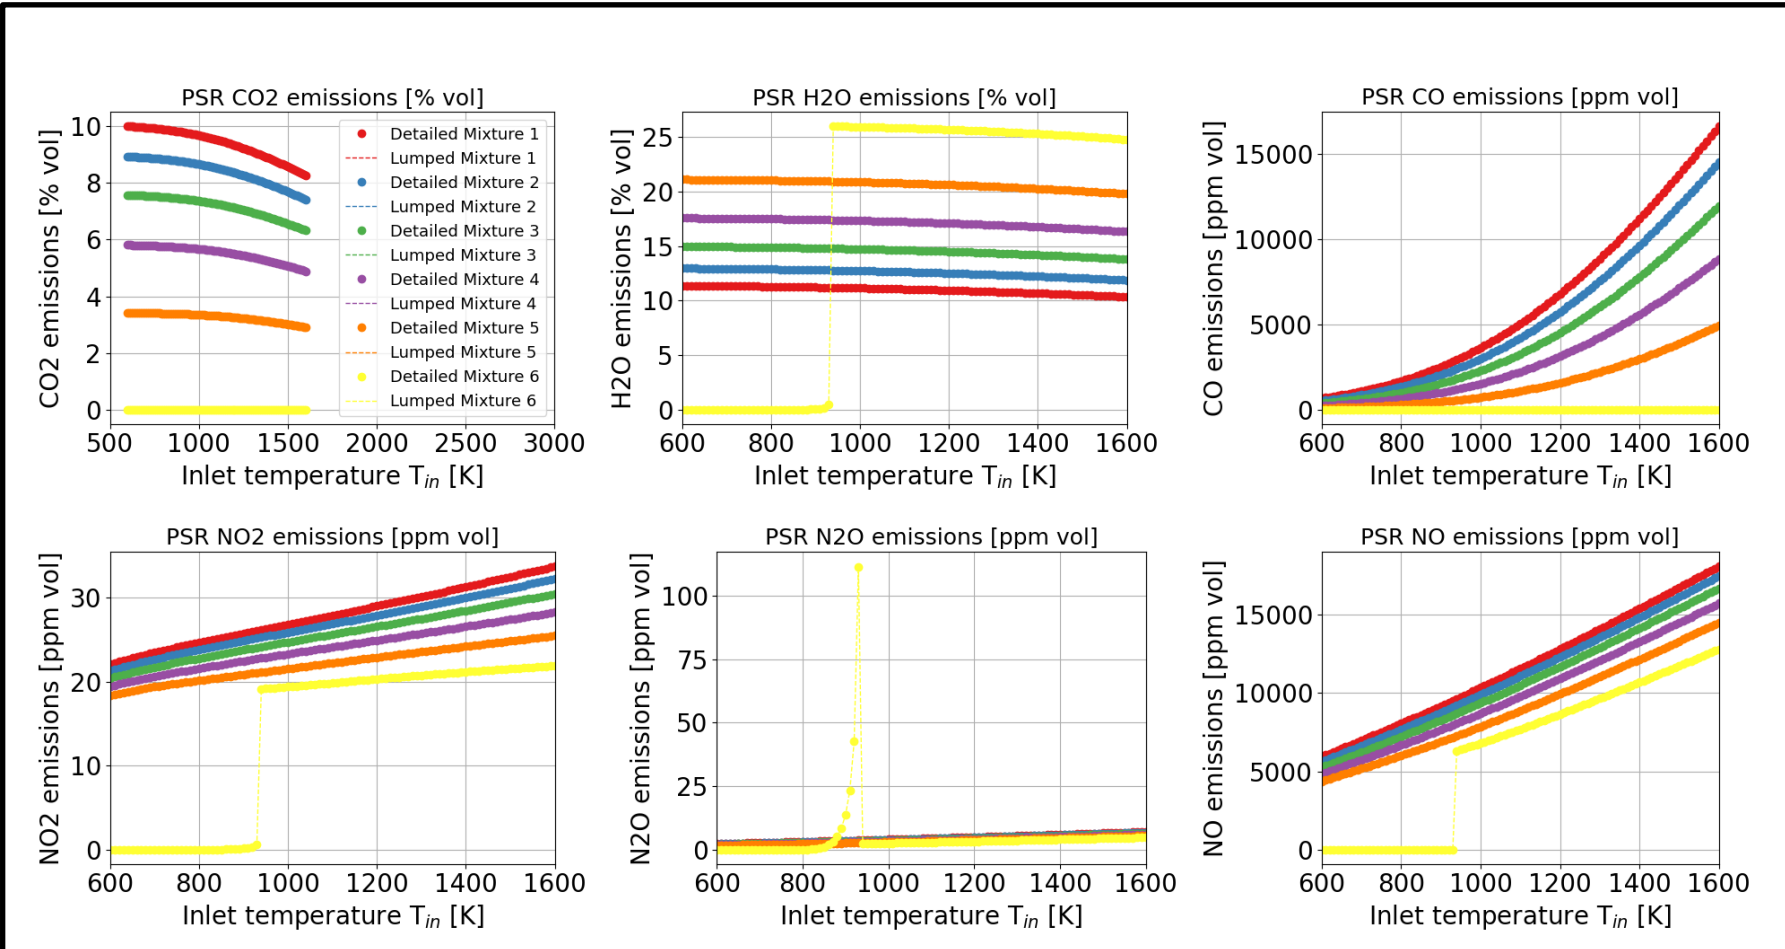 PSR CO2 emissions [% vol]
CO2 emissions [% vol]
10
8
6
4
2
0
500 1000 1500 2000 2500 3000
Inlet temperature T_in [K]
Detailed Mixture 1
Lumped Mixture 1
Detailed Mixture 2
Lumped Mixture 2
Detailed Mixture 3
Lumped Mixture 3
Detailed Mixture 4
Lumped Mixture 4
Detailed Mixture 5
Lumped Mixture 5
Detailed Mixture 6
Lumped Mixture 6
PSR H2O emissions [% vol]
H2O emissions [% vol]
25
20
15
10
5
0
600 800 1000 1200 1400 1600
Inlet temperature T_in [K]
PSR CO emissions [ppm vol]
CO emissions [ppm vol]
15000
10000
5000
0
600 800 1000 1200 1400 1600
Inlet temperature T_in [K]
PSR NO2 emissions [ppm vol]
NO2 emissions [ppm vol]
30
20
10
0
600 800 1000 1200 1400 1600
Inlet temperature T_in [K]
PSR N2O emissions [ppm vol]
N2O emissions [ppm vol]
100
75
50
25
0
600 800 1000 1200 1400 1600
Inlet temperature T_in [K]
PSR NO emissions [ppm vol]
NO emissions [ppm vol]
15000
10000
5000
0
600 800 1000 1200 1400 1600
Inlet temperature T_in [K]